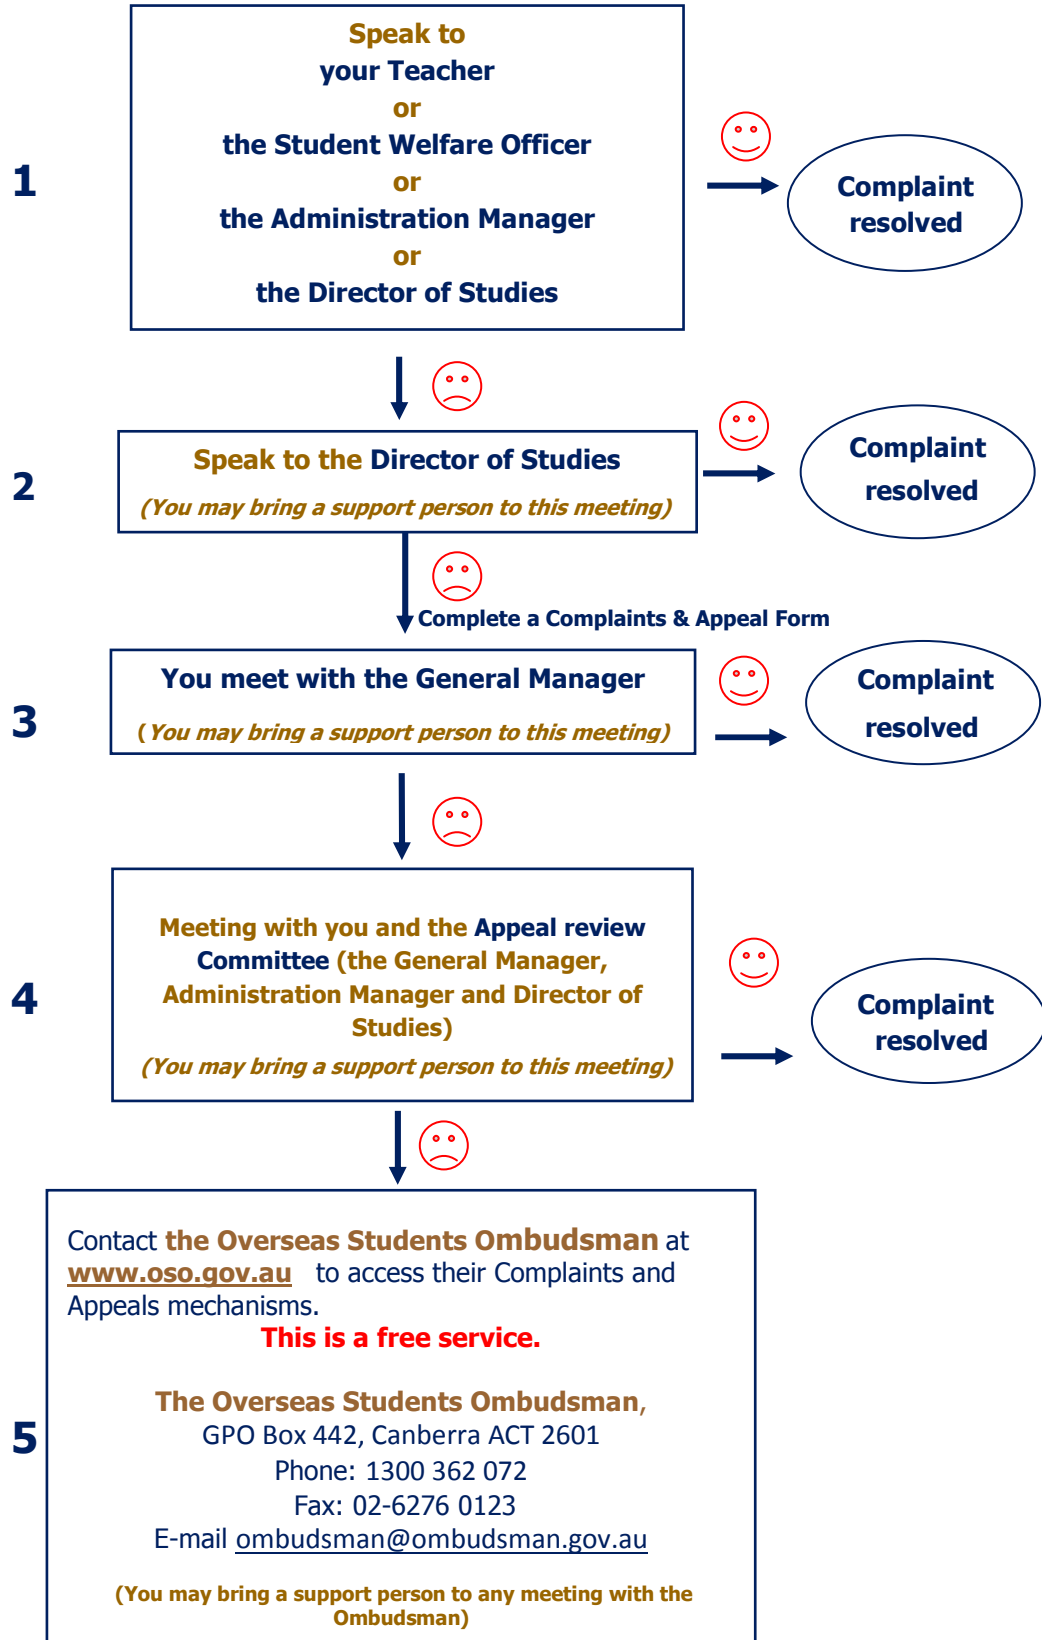 Speak to
your Teacher
or
the Student Welfare Officer
or
the Administration Manager
or
the Director of Studies
1
Complaint
resolved
2
Speak to the Director of Studies
(You may bring a support person to this meeting)
Complaint
resolved
Complete a Complaints & Appeal Form
3
You meet with the General Manager
(You may bring a support person to this meeting)
Complaint
resolved
4
Meeting with you and the Appeal review
Committee (the General Manager,
Administration Manager and Director of
Studies)
(You may bring a support person to this meeting)
Complaint
resolved
5
Contact the Overseas Students Ombudsman at
www.oso.gov.au to access their Complaints and
Appeals mechanisms.
This is a free service.
The Overseas Students Ombudsman,
GPO Box 442, Canberra ACT 2601
Phone: 1300 362 072
Fax: 02-6276 0123
E-mail ombudsman@ombudsman.gov.au
(You may bring a support person to any meeting with the
Ombudsman)